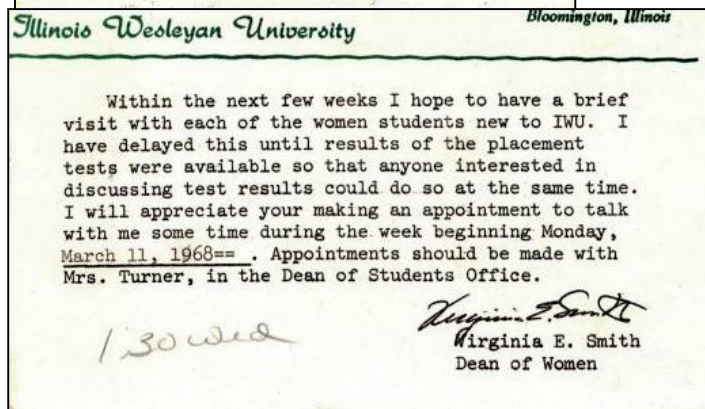 Illinois Wesleyan University
Bloomington, Illinois
Within the next few weeks I hope to have a brief
visit with each of the women students new to IWU. I
have delayed this until results of the placement
tests were available so that anyone interested in
discussing test results could do so at the same time.
I will appreciate your making an appointment to talk
with me some time during the week beginning Monday,
March 11, 1968== . Appointments should be made with
Mrs. Turner, in the Dean of Students Office.
Virginia E. Smith
Virginia E. Smith
Dean of Women
1 30 wed